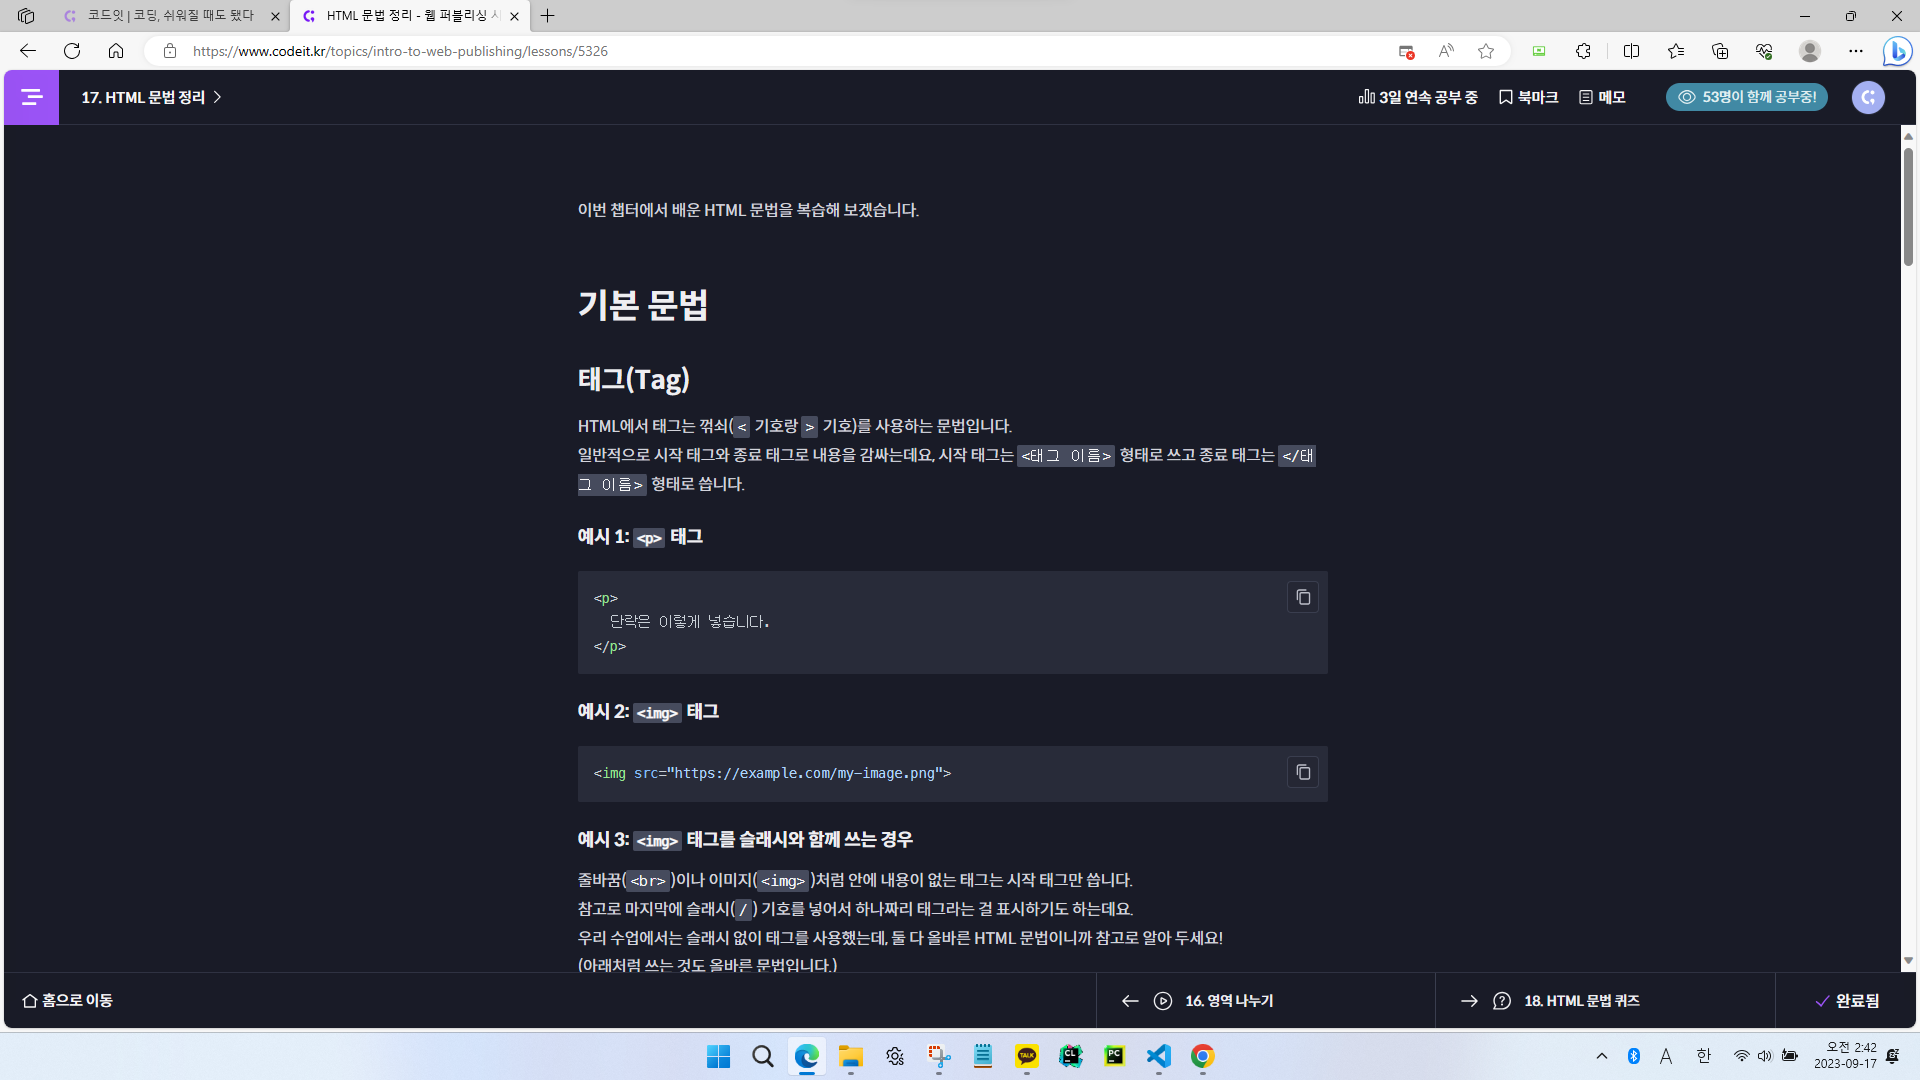 코드잇 | 코딩, 쉬워질 때도 됐다
HTML 문법 정리 - 웹 퍼블리싱 시
https://www.codeit.kr/topics/intro-to-web-publishing/lessons/5326
17. HTML 문법 정리
3일 연속 공부 중
북마크
메모
53명이 함께 공부중!
이번 챕터에서 배운 HTML 문법을 복습해 보겠습니다.
기본 문법
태그(Tag)
HTML에서 태그는 꺾쇠( < 기호랑 > 기호)를 사용하는 문법입니다.
일반적으로 시작 태그와 종료 태그로 내용을 감싸는데요, 시작 태그는 <태그 이름> 형태로 쓰고 종료 태그는 </태
그 이름> 형태로 씁니다.
예시 1: <p> 태그
<p>
단락은 이렇게 넣습니다.
</p>
예시 2: <img> 태그
<img src="https://example.com/my-image.png">
예시 3: <img> 태그를 슬래시와 함께 쓰는 경우
줄바꿈( <br> )이나 이미지( <img> )처럼 안에 내용이 없는 태그는 시작 태그만 씁니다.
참고로 마지막에 슬래시( / ) 기호를 넣어서 하나짜리 태그라는 걸 표시하기도 하는데요.
우리 수업에서는 슬래시 없이 태그를 사용했는데, 둘 다 올바른 HTML 문법이니까 참고로 알아 두세요!
(아래처럼 쓰는 것도 올바른 문법입니다.)
홈으로 이동
16. 영역 나누기
18. HTML 문법 퀴즈
완료됨
TALK
CL
PC
A
한
오전 2:42
2023-09-17